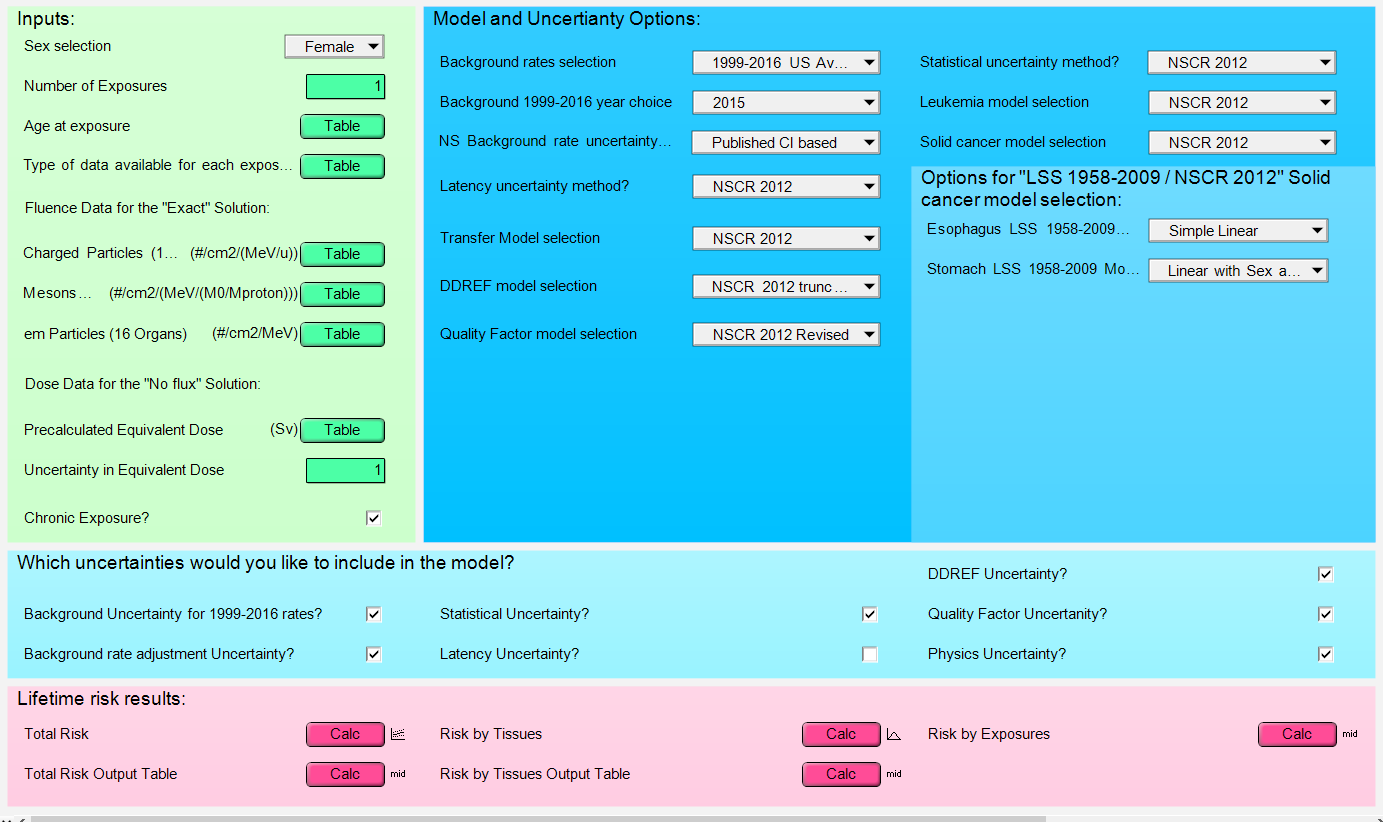 Inputs:
Sex selection Female
Number of Exposures 1
Age at exposure Table
Type of data available for each expos... Table
Fluence Data for the "Exact" Solution:
Charged Particles (1... (#/cm2/(MeV/u)) Table
Mesons... (#/cm2/(MeV/(M0/Mproton))) Table
em Particles (16 Organs) (#/cm2/MeV) Table
Dose Data for the "No flux" Solution:
Precalculated Equivalent Dose (Sv) Table
Uncertainty in Equivalent Dose 1
Chronic Exposure?
Model and Uncertianty Options:
Background rates selection 1999-2016 US Av...
Background 1999-2016 year choice 2015
NS Background rate uncertainty... Published CI based
Latency uncertainty method? NSCR 2012
Transfer Model selection NSCR 2012
DDREF model selection NSCR 2012 trunc...
Quality Factor model selection NSCR 2012 Revised
Statistical uncertainty method? NSCR 2012
Leukemia model selection NSCR 2012
Solid cancer model selection NSCR 2012
Options for "LSS 1958-2009 / NSCR 2012" Solid
cancer model selection:
Esophagus LSS 1958-2009... Simple Linear
Stomach LSS 1958-2009 Mo... Linear with Sex a...
Which uncertainties would you like to include in the model?
DDREF Uncertainty?
Background Uncertainty for 1999-2016 rates? Statistical Uncertainty? Quality Factor Uncertanity?
Background rate adjustment Uncertainty? Latency Uncertainty? Physics Uncertainty?
Lifetime risk results:
Total Risk Calc Risk by Tissues Calc Risk by Exposures Calc mid
Total Risk Output Table Calc mid Risk by Tissues Output Table Calc mid